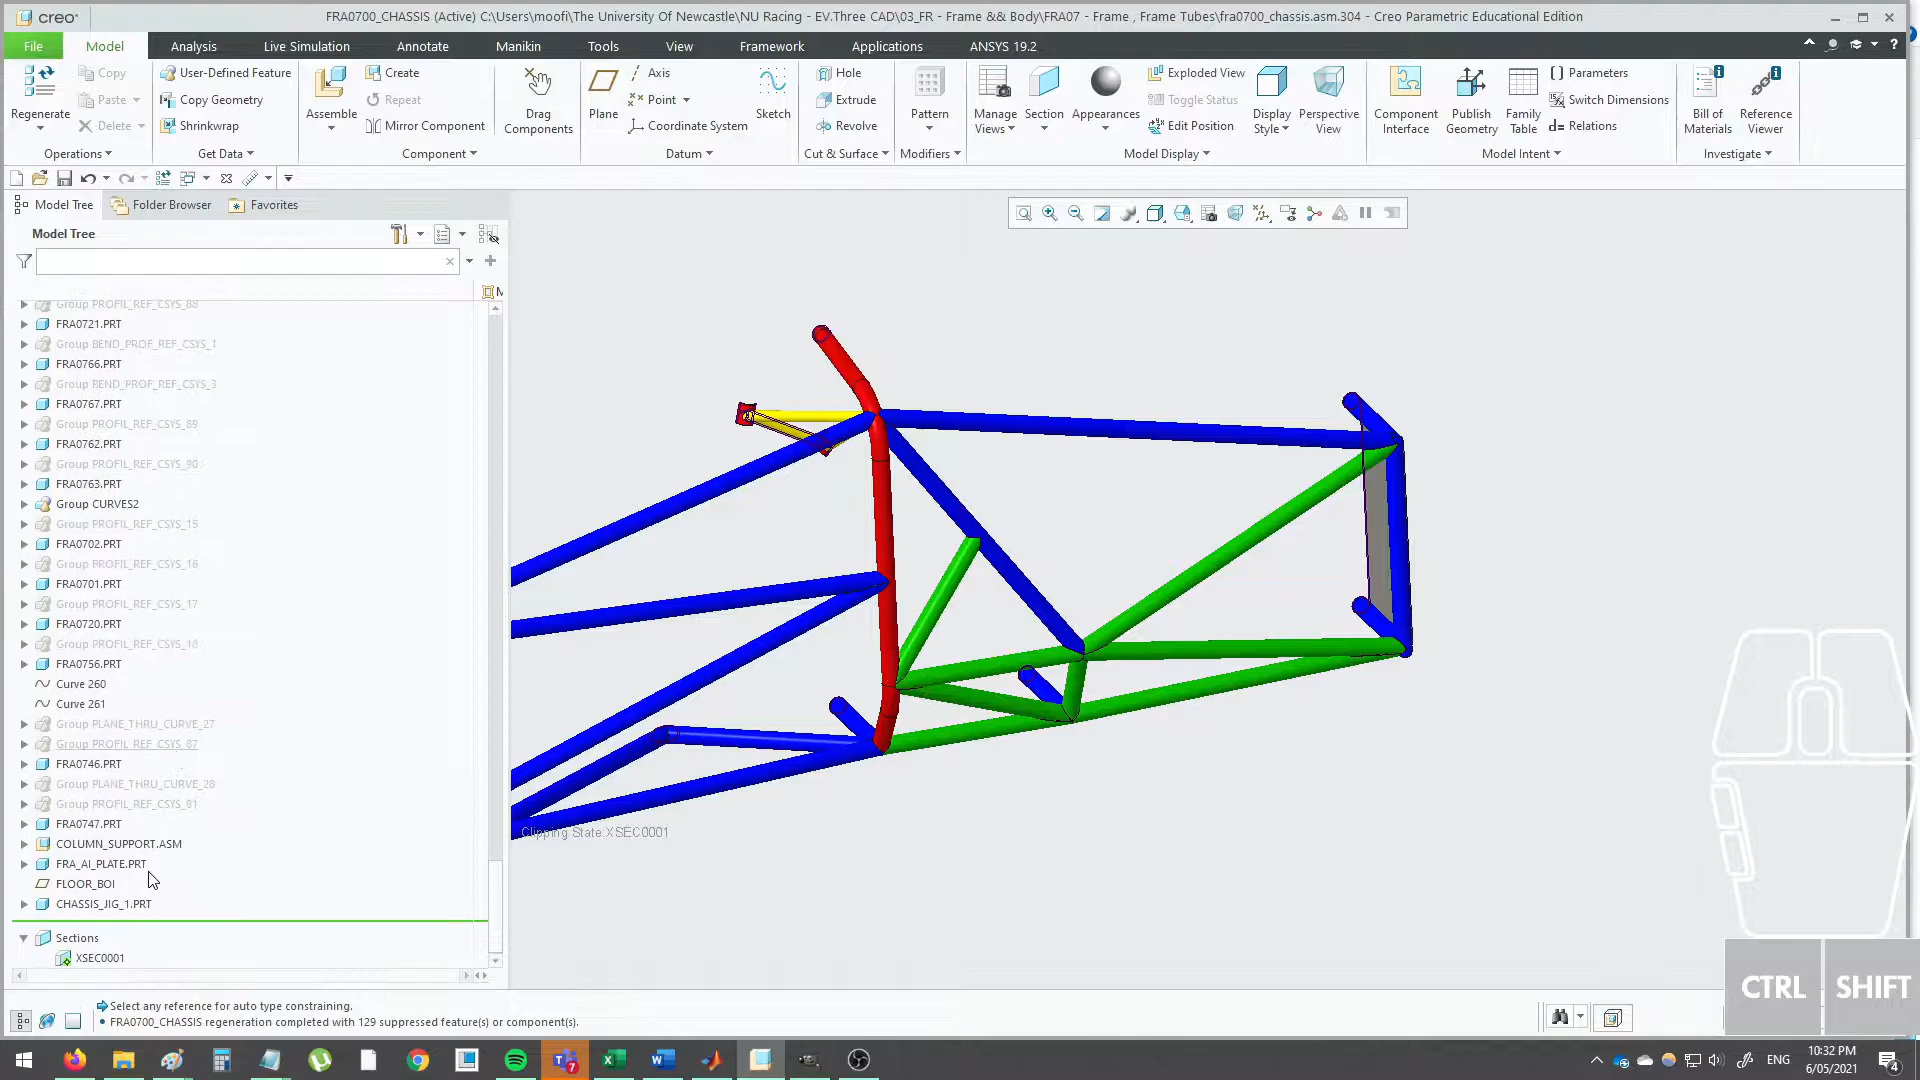 creo
FRA0700_CHASSIS (Active) C:\Users\moofi\The University Of Newcastle\NU Racing - EV.Three CAD\03_FR - Frame && Body\FRA07 - Frame , Frame Tubes\fra0700_chassis.asm.304 - Creo Parametric Educational Edition
File Model Analysis Live Simulation Annotate Manikin Tools View Framework Applications ANSYS 19.2
Regenerate
Copy
Paste
Delete
Operations
User-Defined Feature
Copy Geometry
Shrinkwrap
Get Data
Assemble
Create
Repeat
Mirror Component
Component
Drag Components
Plane
Axis
Point
Coordinate System
Sketch
Datum
Hole
Extrude
Revolve
Cut & Surface
Pattern
Modifiers
Manage Views
Section
Appearances
Exploded View
Toggle Status
Edit Position
Display Style
Perspective View
Model Display
Component Interface
Publish Geometry
Family Table
Parameters
Switch Dimensions
Relations
Model Intent
Bill of Materials
Reference Viewer
Investigate
Model Tree Folder Browser Favorites
Model Tree
Group PROFIL_REF_CSYS_88
FRA0721.PRT
Group BEND_PROF_REF_CSYS_1
FRA0766.PRT
Group BEND_PROF_REF_CSYS_3
FRA0767.PRT
Group PROFIL_REF_CSYS_89
FRA0762.PRT
Group PROFIL_REF_CSYS_90
FRA0763.PRT
Group CURVES2
Group PROFIL_REF_CSYS_15
FRA0702.PRT
Group PROFIL_REF_CSYS_16
FRA0701.PRT
Group PROFIL_REF_CSYS_17
FRA0720.PRT
Group PROFIL_REF_CSYS_18
FRA0756.PRT
Curve 260
Curve 261
Group PLANE_THRU_CURVE_27
Group PROFIL_REF_CSYS_87
FRA0746.PRT
Group PLANE_THRU_CURVE_28
Group PROFIL_REF_CSYS_91
FRA0747.PRT
COLUMN_SUPPORT.ASM
FRA_AI_PLATE.PRT
FLOOR_BOI
CHASSIS_JIG_1.PRT
Sections
XSEC0001
Clipping State:XSEC0001
CTRL SHIFT
Select any reference for auto type constraining.
• FRA0700_CHASSIS regeneration completed with 129 suppressed feature(s) or component(s).
ENG
10:32 PM
6/05/2021